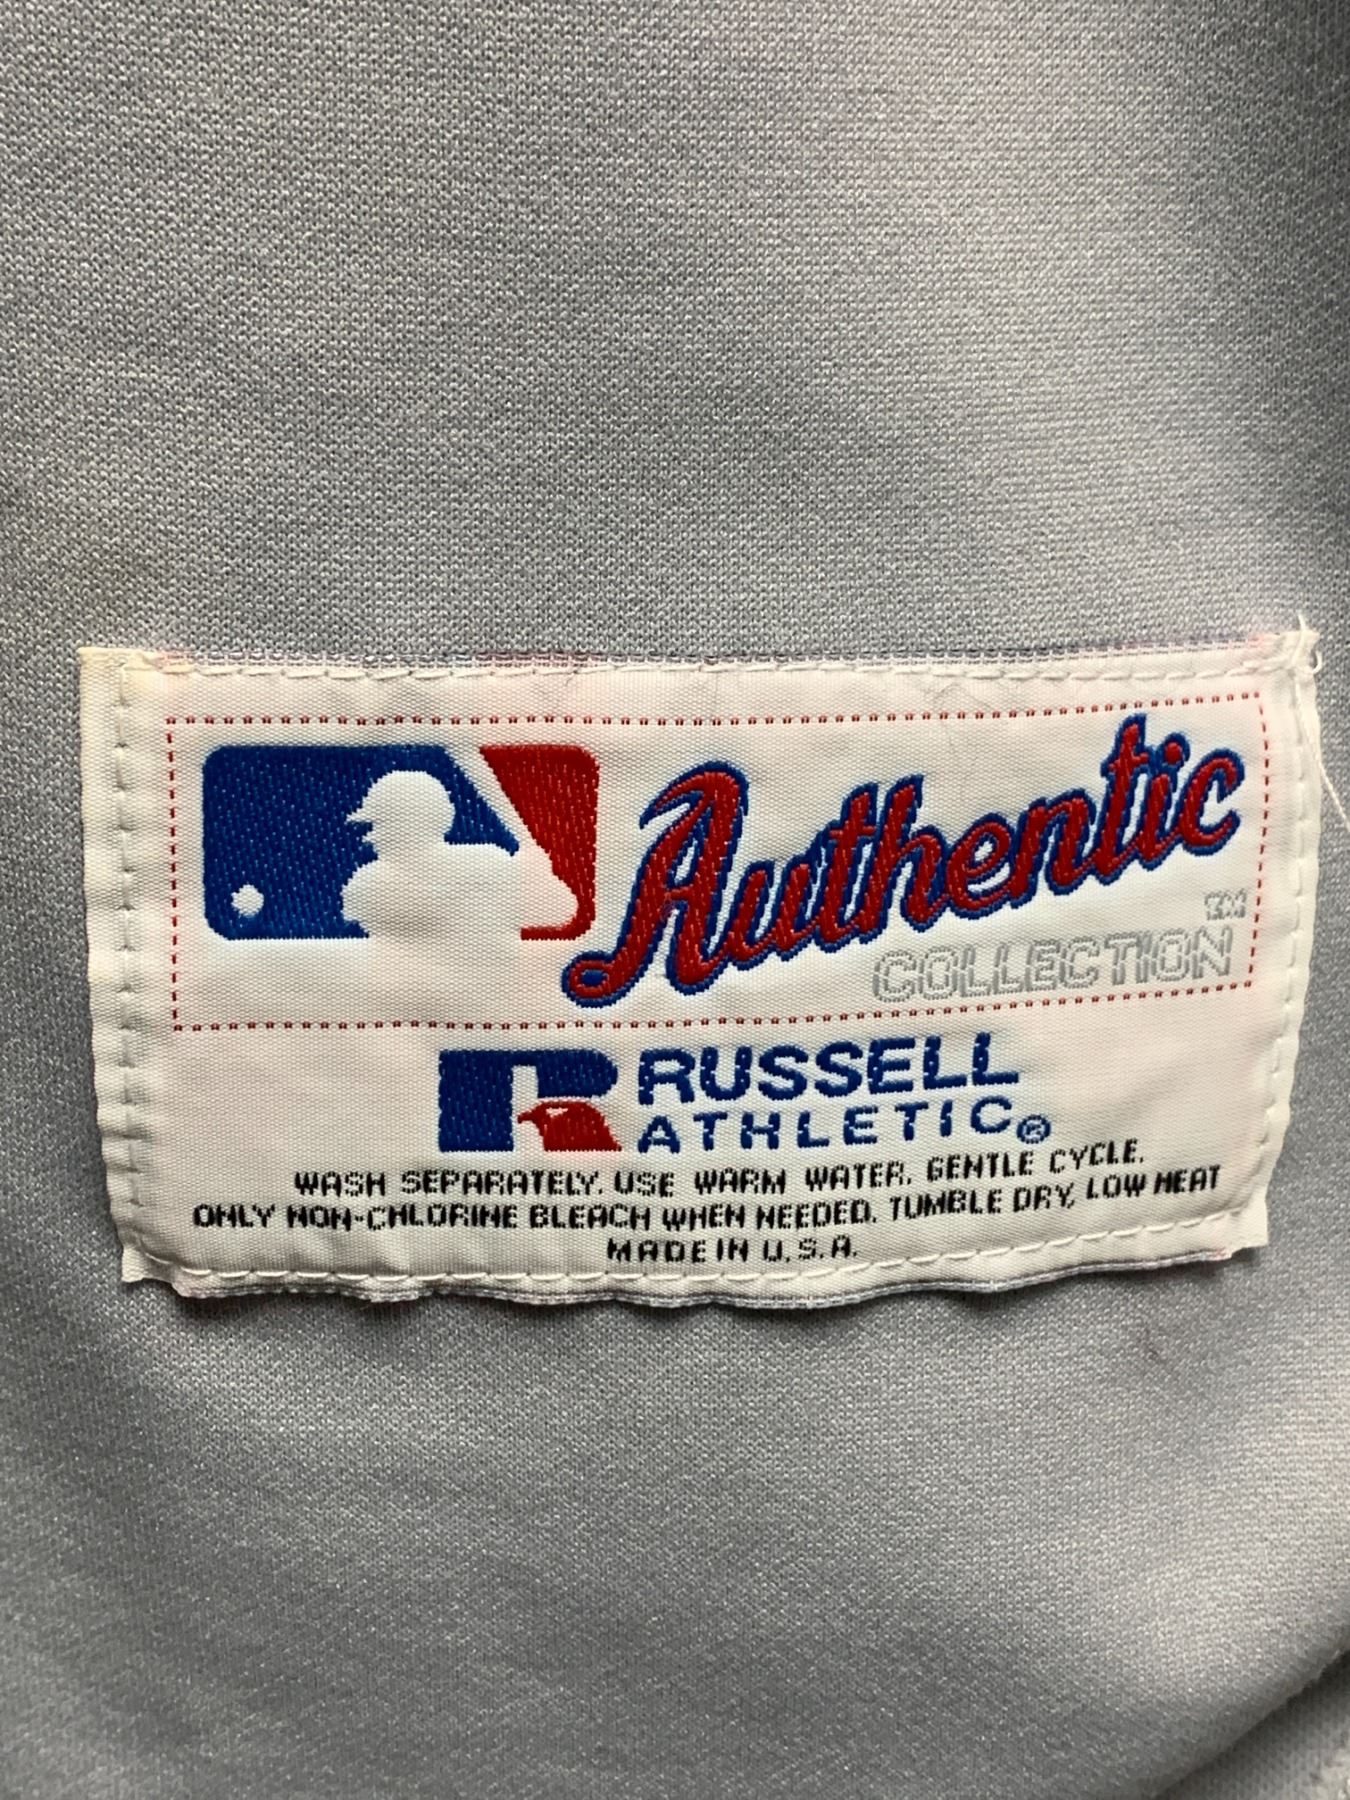 Authentic
COLLECTION
RUSSELL
ATHLETIC®
WASH SEPARATELY. USE WARM WATER. GENTLE CYCLE.
ONLY NON-CHLORINE BLEACH WHEN NEEDED. TUMBLE DRY, LOW HEAT
MADE IN U.S.A.